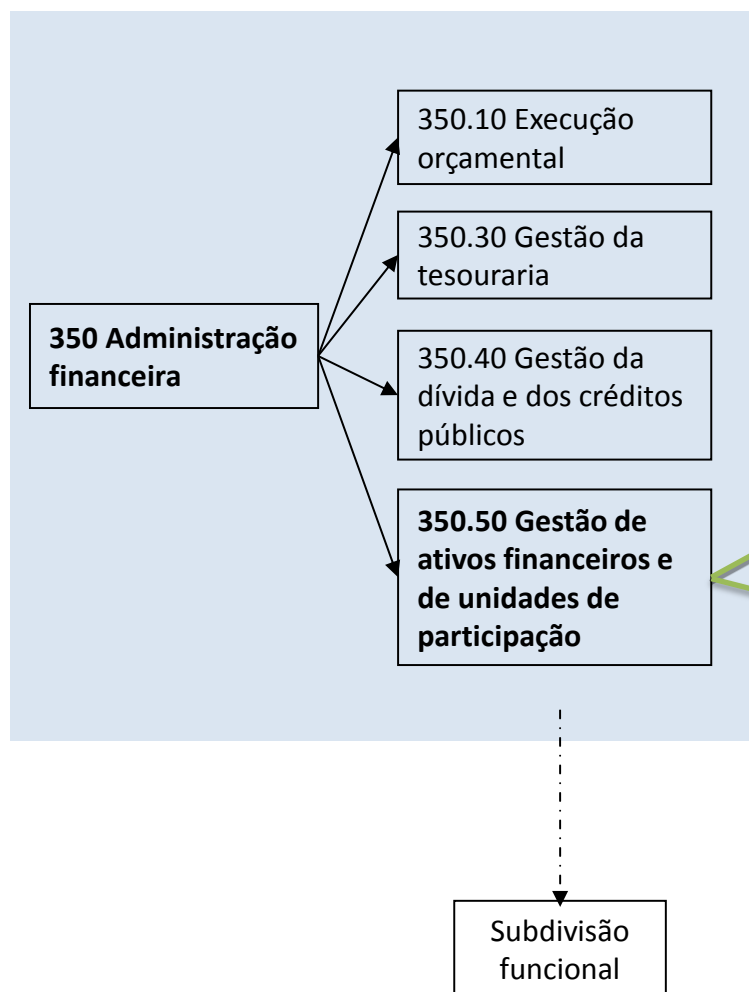 350.10 Execução
orçamental
350.30 Gestão da
tesouraria
350 Administração
financeira
350.40 Gestão da
dívida e dos créditos
públicos
350.50 Gestão de
ativos financeiros e
de unidades de
participação
Subdivisão
funcional